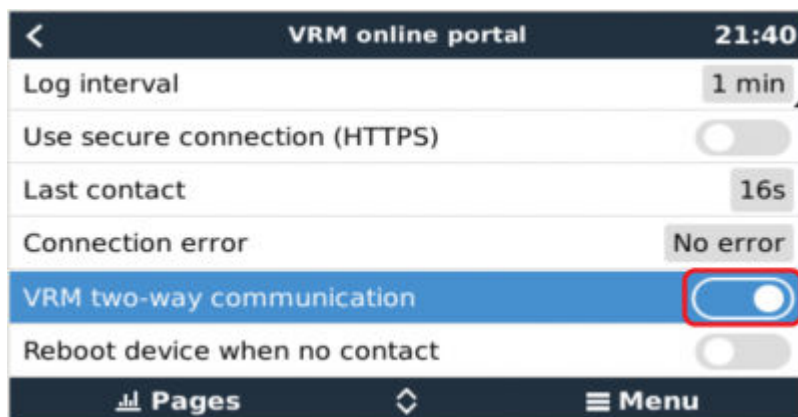 VRM online portal 21:40
Log interval 1 min
Use secure connection (HTTPS)
Last contact 16s
Connection error No error
VRM two-way communication
Reboot device when no contact
Pages Menu